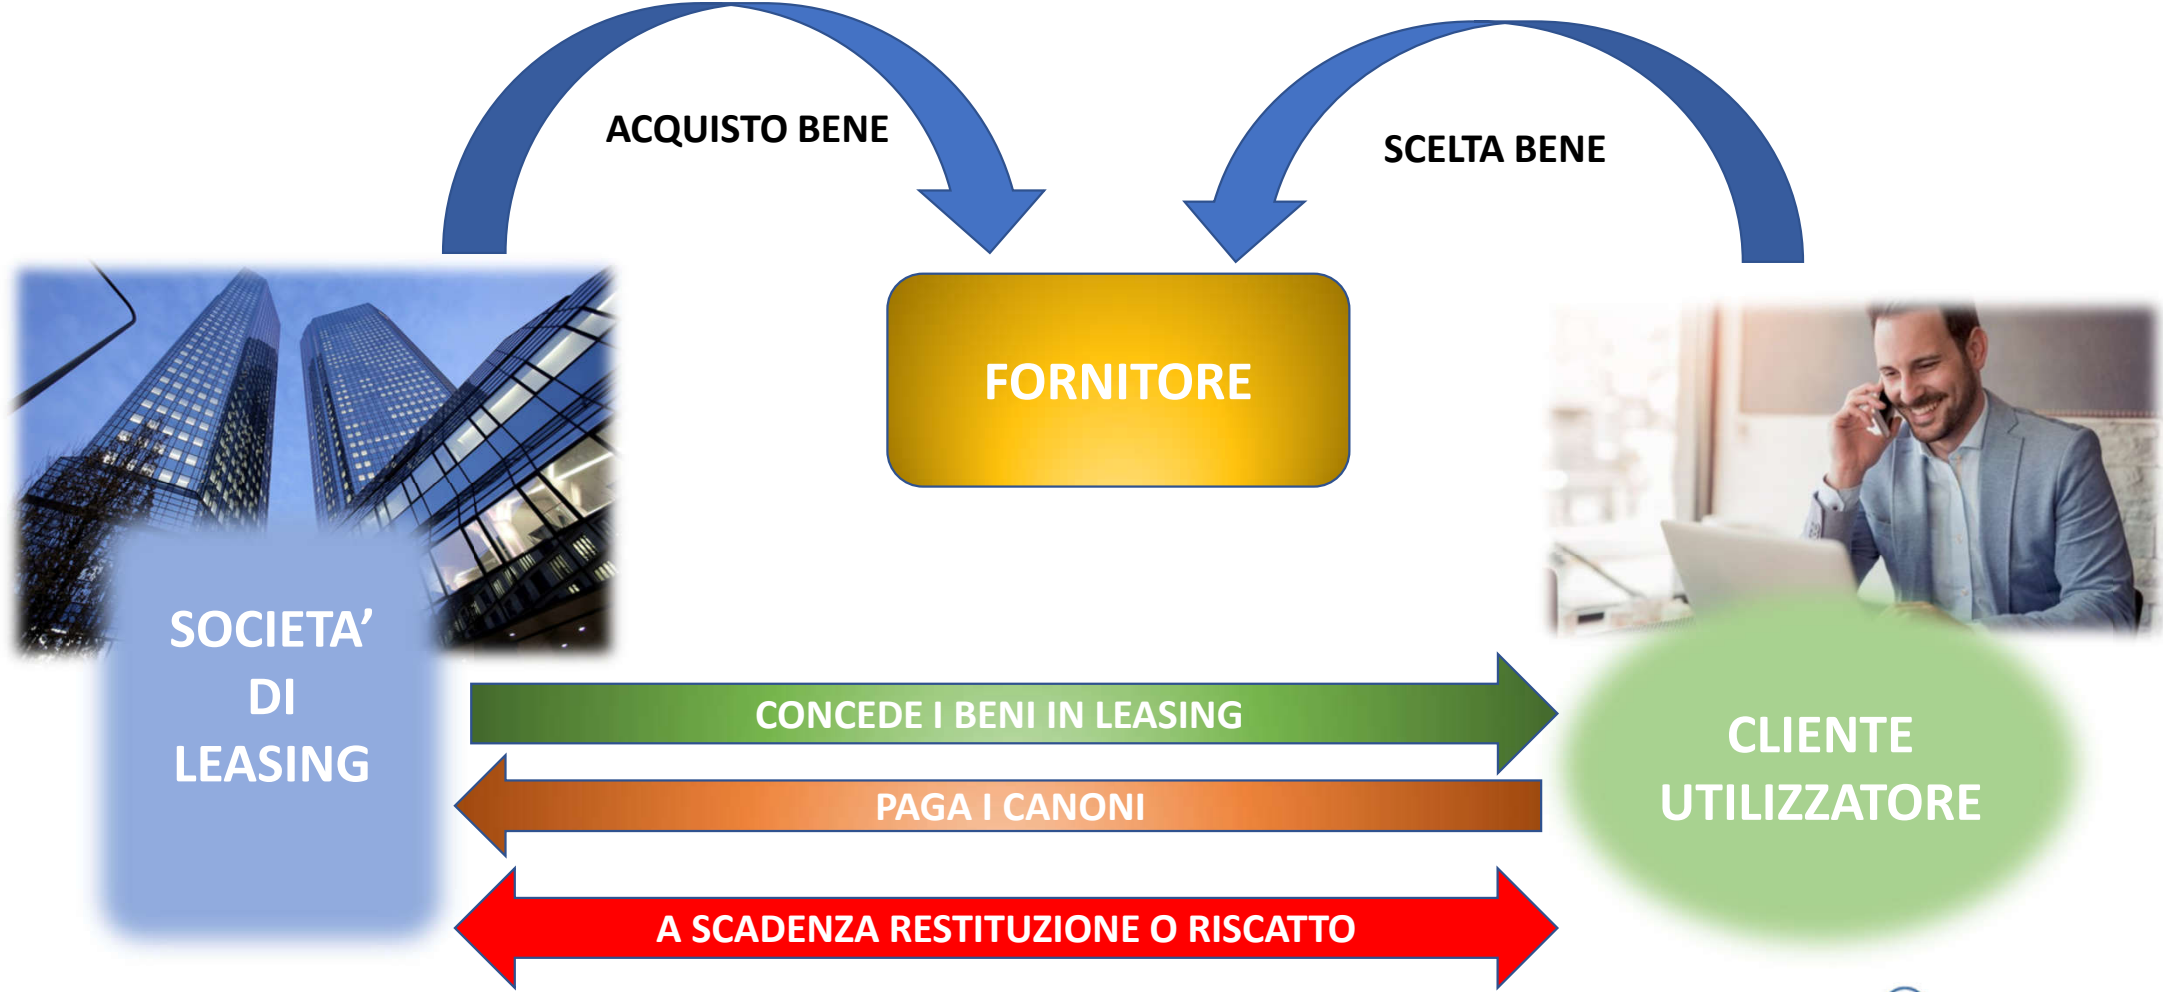 ACQUISTO BENE
SCELTA BENE
FORNITORE
SOCIETA’
DI
LEASING
CONCEDE I BENI IN LEASING
PAGA I CANONI
A SCADENZA RESTITUZIONE O RISCATTO
CLIENTE
UTILIZZATORE